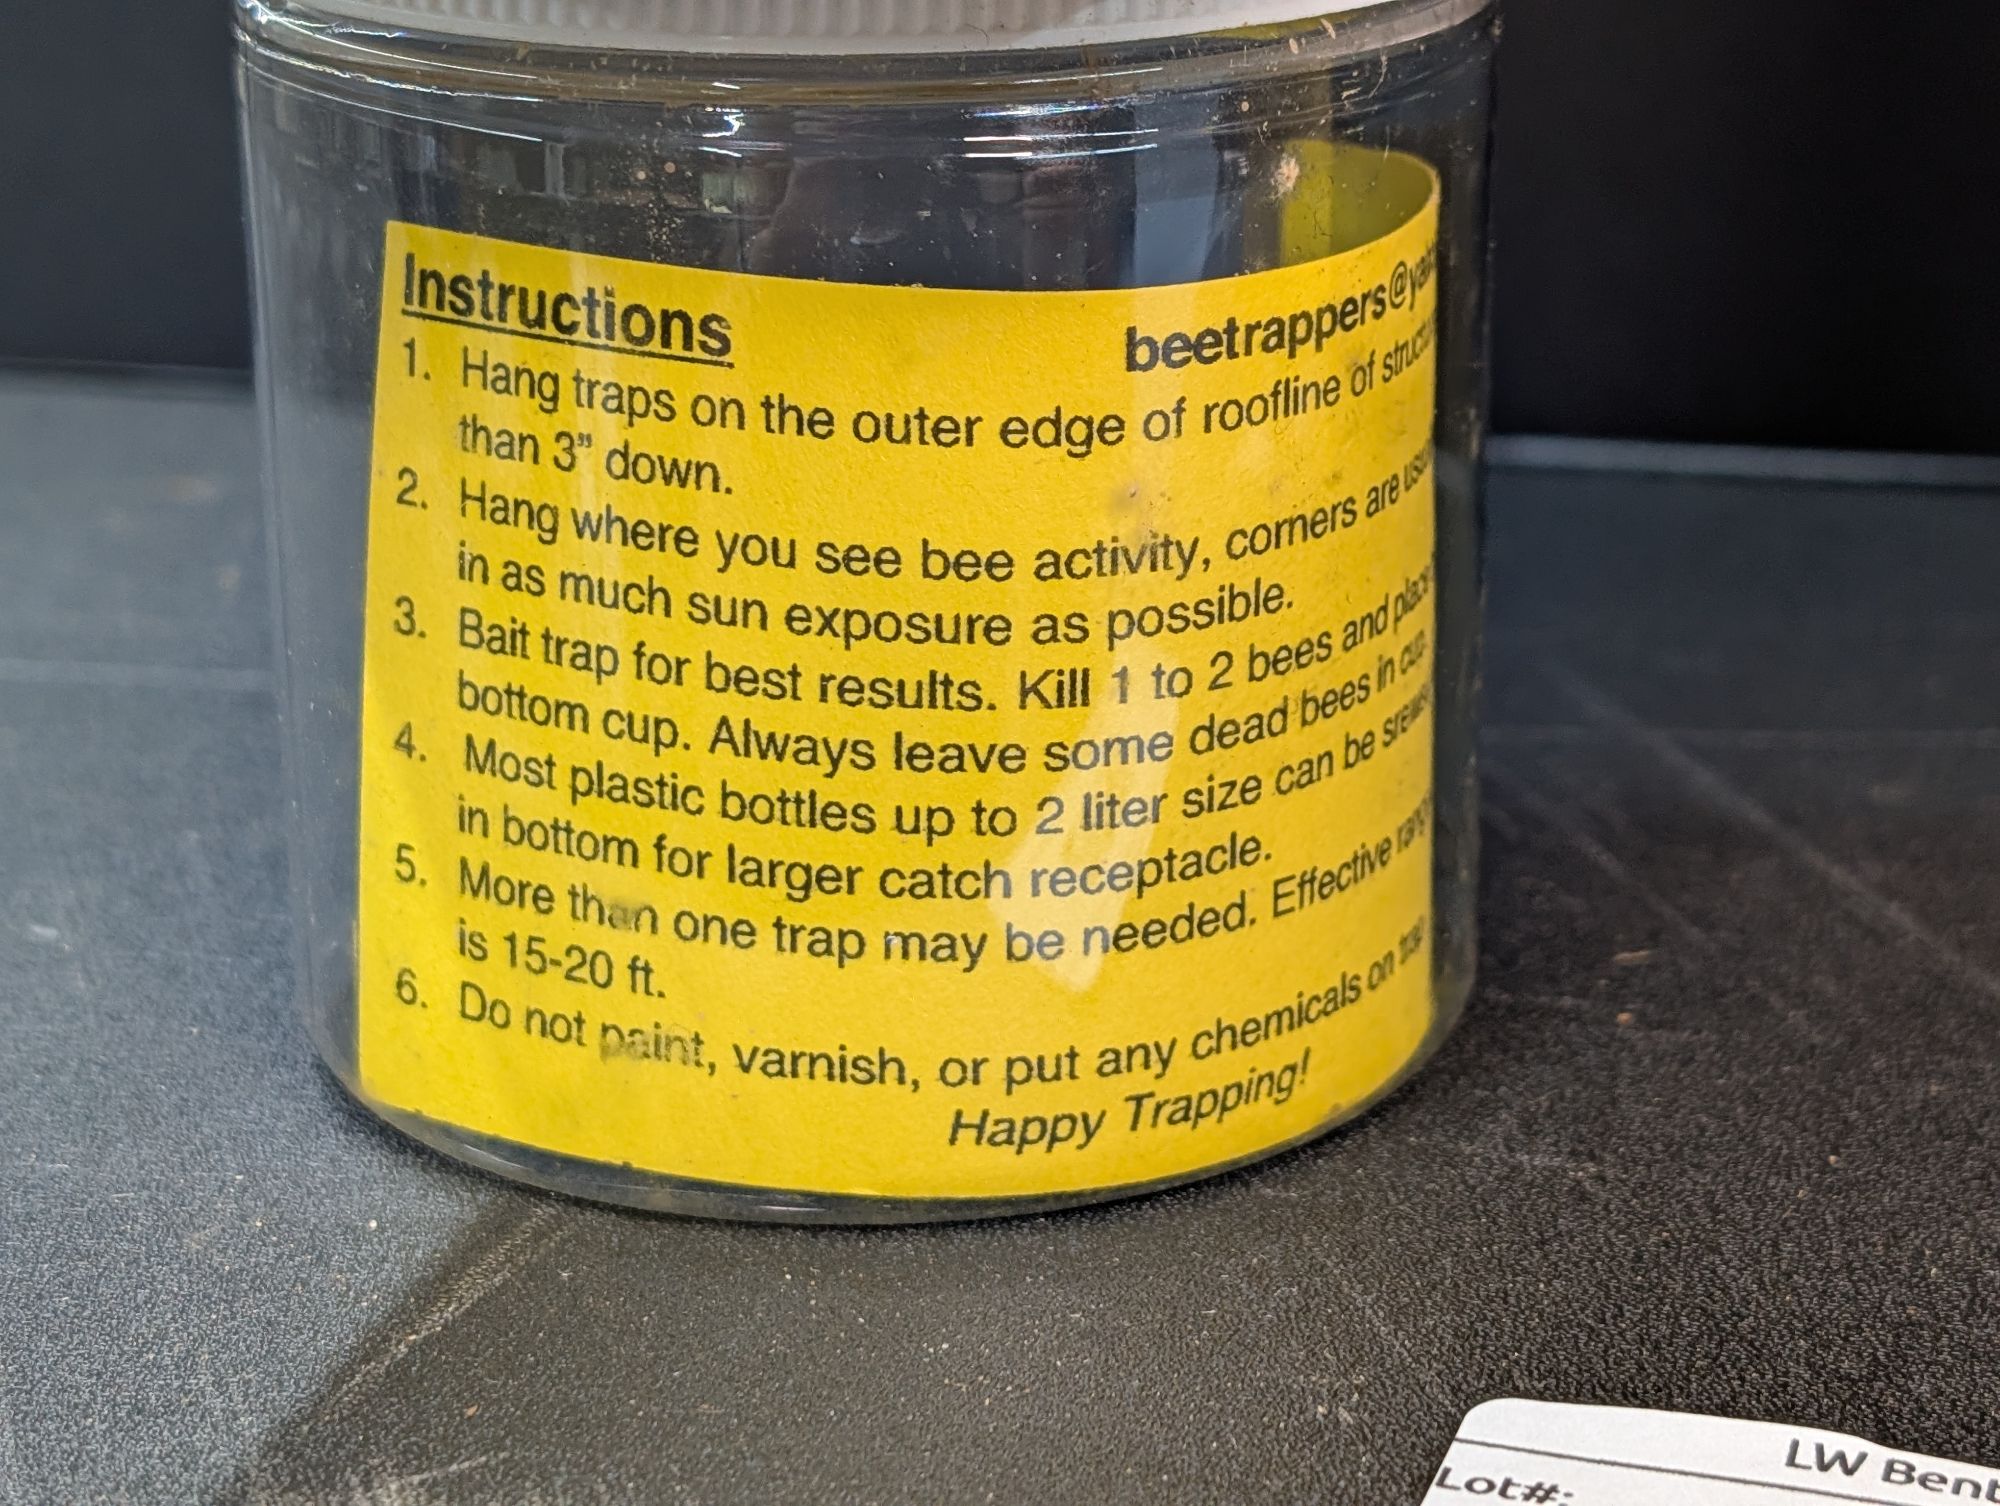 Instructions
beetrappers@
1. Hang traps on the outer edge of roofline of
than 3" down.
2. Hang where you see bee activity, corners are
in as much sun exposure as possible.
3. Bait trap for best results. Kill 1 to 2 bees and
bottom cup. Always leave some dead bees in cup.
4. Most plastic bottles up to 2 liter size can be
in bottom for larger catch receptacle.
5. More than one trap may be needed. Effective
is 15-20 ft.
6. Do not paint, varnish, or put any chemicals on
Happy Trapping!
LW
Lot#: